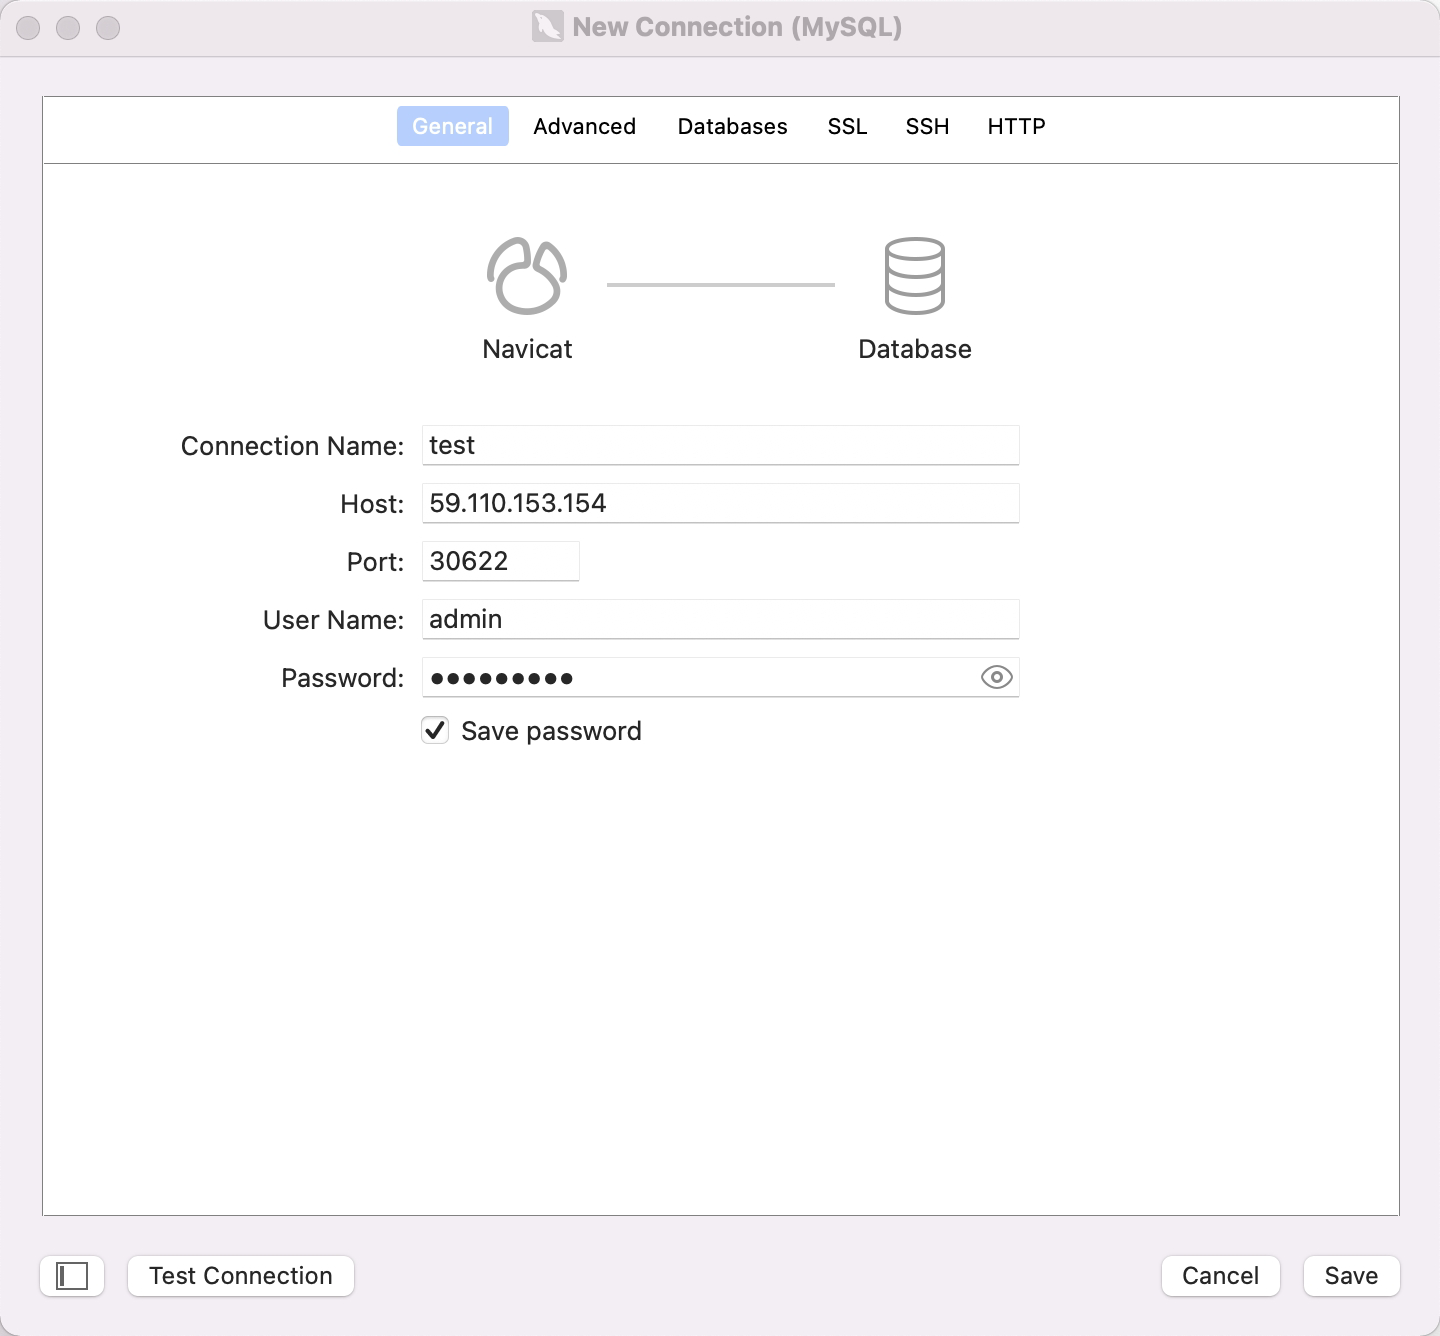 New Connection (MySQL)
General Advanced Databases SSL SSH HTTP
Navicat Database
Connection Name: test
Host: 59.110.153.154
Port: 30622
User Name: admin
Password: •••••••••
Save password
Test Connection Cancel Save